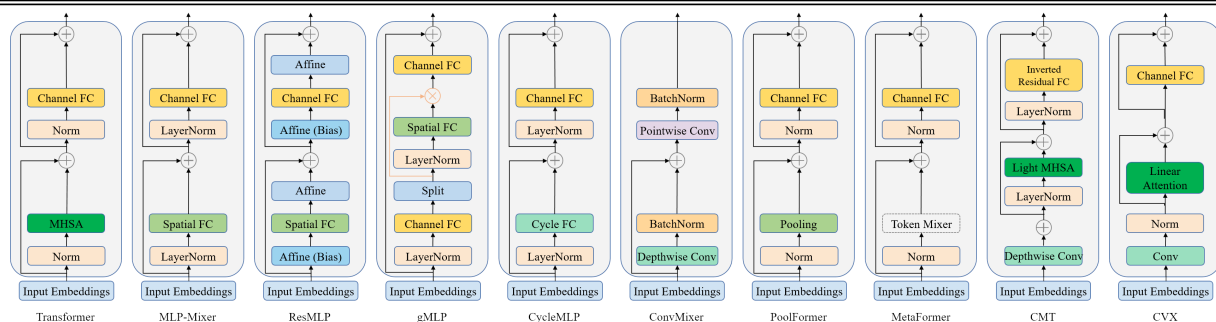 Channel FC
Norm
MHSA
Norm
Input Embeddings
Transformer
Channel FC
LayerNorm
Spatial FC
LayerNorm
Input Embeddings
MLP-Mixer
Affine
Channel FC
Affine (Bias)
Affine
Spatial FC
Affine (Bias)
Input Embeddings
ResMLP
Channel FC
Spatial FC
LayerNorm
Split
Channel FC
LayerNorm
Input Embeddings
gMLP
Channel FC
LayerNorm
Cycle FC
LayerNorm
Input Embeddings
CycleMLP
BatchNorm
Pointwise Conv
BatchNorm
Depthwise Conv
Input Embeddings
ConvMixer
Channel FC
Norm
Pooling
Norm
Input Embeddings
PoolFormer
Channel FC
Norm
Token Mixer
Norm
Input Embeddings
MetaFormer
Inverted
Residual FC
LayerNorm
Light MHSA
LayerNorm
Depthwise Conv
Input Embeddings
CMT
Channel FC
Linear
Attention
Norm
Conv
Input Embeddings
CVX